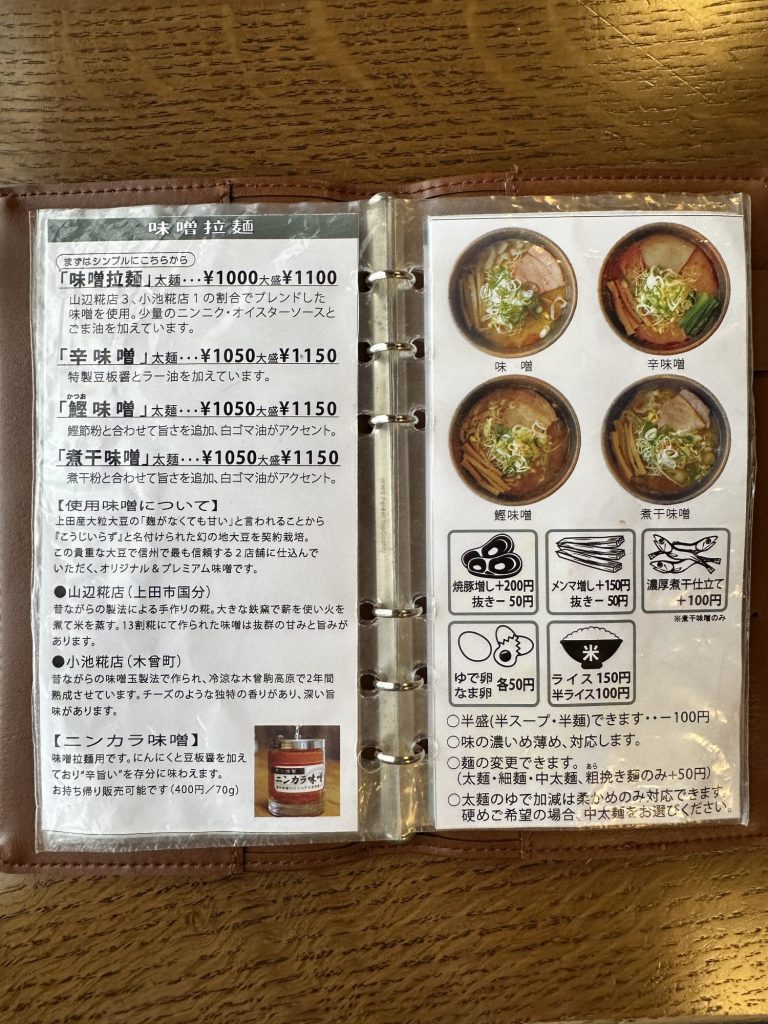 味噌拉麺
まずはシンプルにこちらから
「味噌拉麺」太麺･･･¥1000大盛¥1100
山辺糀店３、小池糀店１の割合でブレンドした
味噌を使用。少量のニンニク・オイスターソースと
ごま油を加えています。
「辛味噌」太麺･･･¥1050大盛¥1150
特製豆板醤とラー油を加えています。
かつお
「鰹味噌」太麺･･･¥1050大盛¥1150
鰹節粉と合わせて旨さを追加、白ゴマ油がアクセント。
「煮干味噌」太麺･･･¥1050大盛¥1150
煮干粉と合わせて旨さを追加、白ゴマ油がアクセント。
【使用味噌について】
上田産大粒大豆の「麹がなくても甘い」と言われることから
『こうじいらず』と名付けられた幻の地大豆を契約栽培。
この貴重な大豆で信州で最も信頼する２店舗に仕込んで
いただく、オリジナル＆プレミアム味噌です。
●山辺糀店（上田市国分）
昔ながらの製法による手作りの糀。大きな鉄窯で薪を使い火を
煮て米を蒸す。13割糀にて作られた味噌は抜群の甘みと旨みが
あります。
●小池糀店（木曾町）
昔ながらの味噌玉製法で作られ、冷涼な木曾駒高原で2年間
熟成させています。チーズのような独特の香りがあり、深い旨
味があります。
【ニンカラ味噌】
味噌拉麺用です。にんにくと豆板醤を加え
ており“辛旨い”を存分に味わえます。
お持ち帰り販売可能です（400円／70g）
ニンカラ味噌
味　噌
辛味噌
鰹味噌
煮干味噌
焼豚増し＋200円
抜きー 50円
メンマ増し＋150円
抜きー 50円
濃厚煮干仕立て
＋100円
※煮干味噌のみ
ゆで卵
なま卵 各50円
米
ライス 150円
半ライス100円
○半盛(半スープ・半麺)できます･･ー100円
○味の濃いめ薄め、対応します。
○麺の変更できます。
あら
（太麺・細麺・中太麺、粗挽き麺のみ+50円）
○太麺のゆで加減は柔かめのみ対応できます。
硬めご希望の場合、中太麺をお選びください。